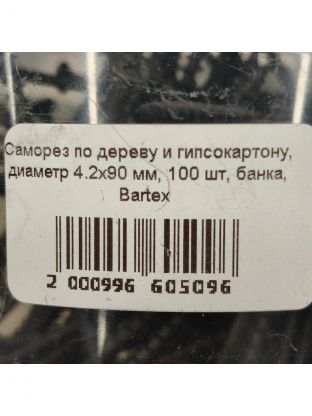 Саморез по дереву и гипсокартону,
диаметр 4.2х90 мм, 100 шт, банка,
Bartex
2 000996 605096